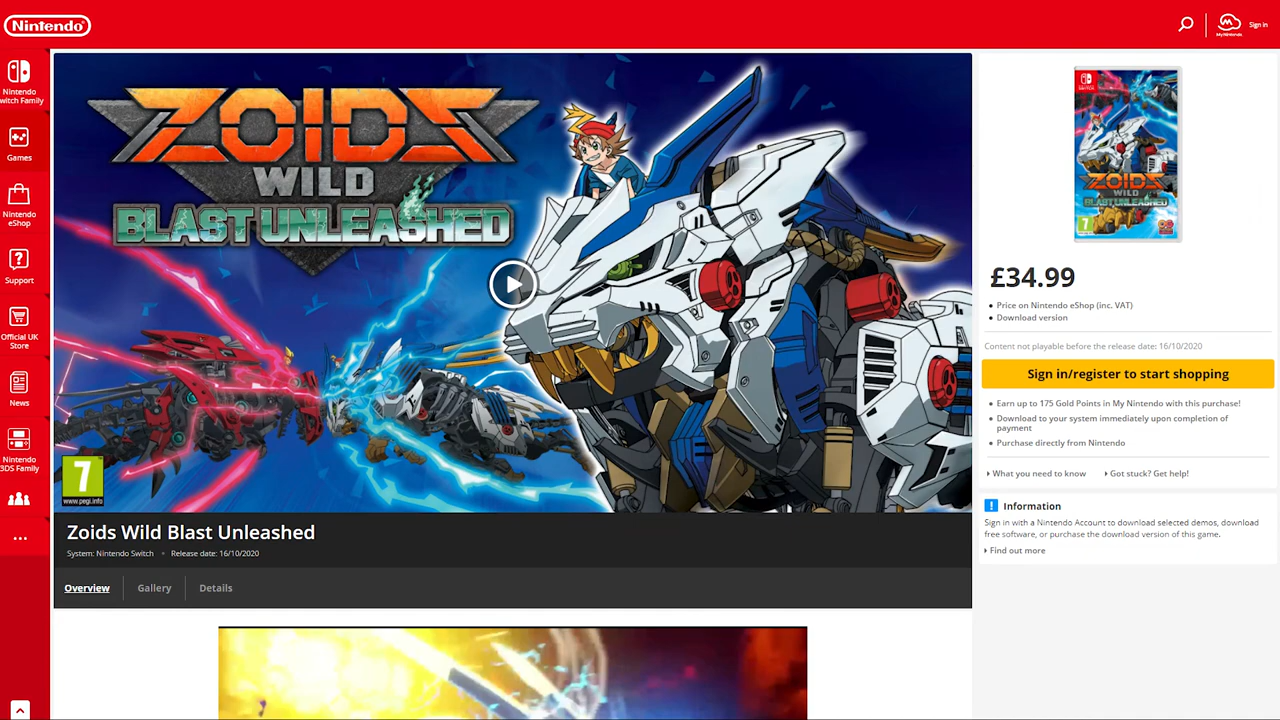 Nintendo
My Nintendo
Sign in
Nintendo
witch Family
Games
Nintendo
eShop
Support
Official UK
Store
News
Nintendo
3DS Family
ZOIDS
WILD
BLAST UNLEASHED
7
www.pegi.info
Zoids Wild Blast Unleashed
System: Nintendo Switch • Release date: 16/10/2020
Overview
Gallery
Details
ZOIDS
WILD
BLAST UNLEASHED
7
£34.99
• Price on Nintendo eShop (inc. VAT)
• Download version
Content not playable before the release date: 16/10/2020
Sign in/register to start shopping
• Earn up to 175 Gold Points in My Nintendo with this purchase!
• Download to your system immediately upon completion of
payment
• Purchase directly from Nintendo
What you need to know
Got stuck? Get help!
! Information
Sign in with a Nintendo Account to download selected demos, download
free software, or purchase the download version of this game.
Find out more